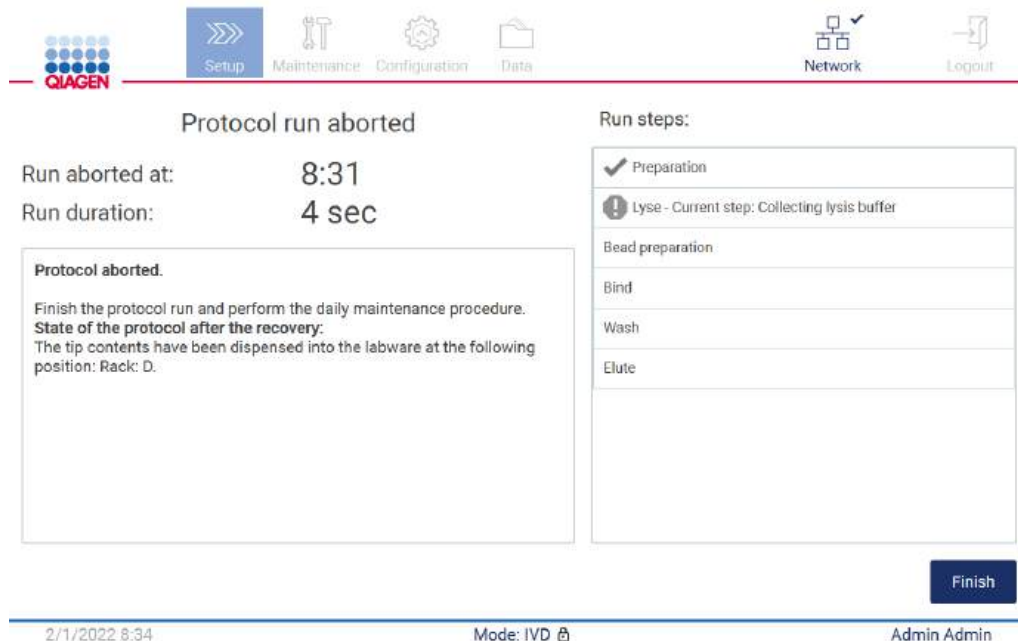 QIAGEN
Setup
Maintenance
Configuration
Data
Network
Logout
Protocol run aborted
Run aborted at: 8:31
Run duration: 4 sec
Protocol aborted.
Finish the protocol run and perform the daily maintenance procedure.
State of the protocol after the recovery:
The tip contents have been dispensed into the labware at the following
position: Rack: D.
Run steps:
Preparation
Lyse - Current step: Collecting lysis buffer
Bead preparation
Bind
Wash
Elute
Finish
2/1/2022 8:34
Mode: IVD
Admin Admin